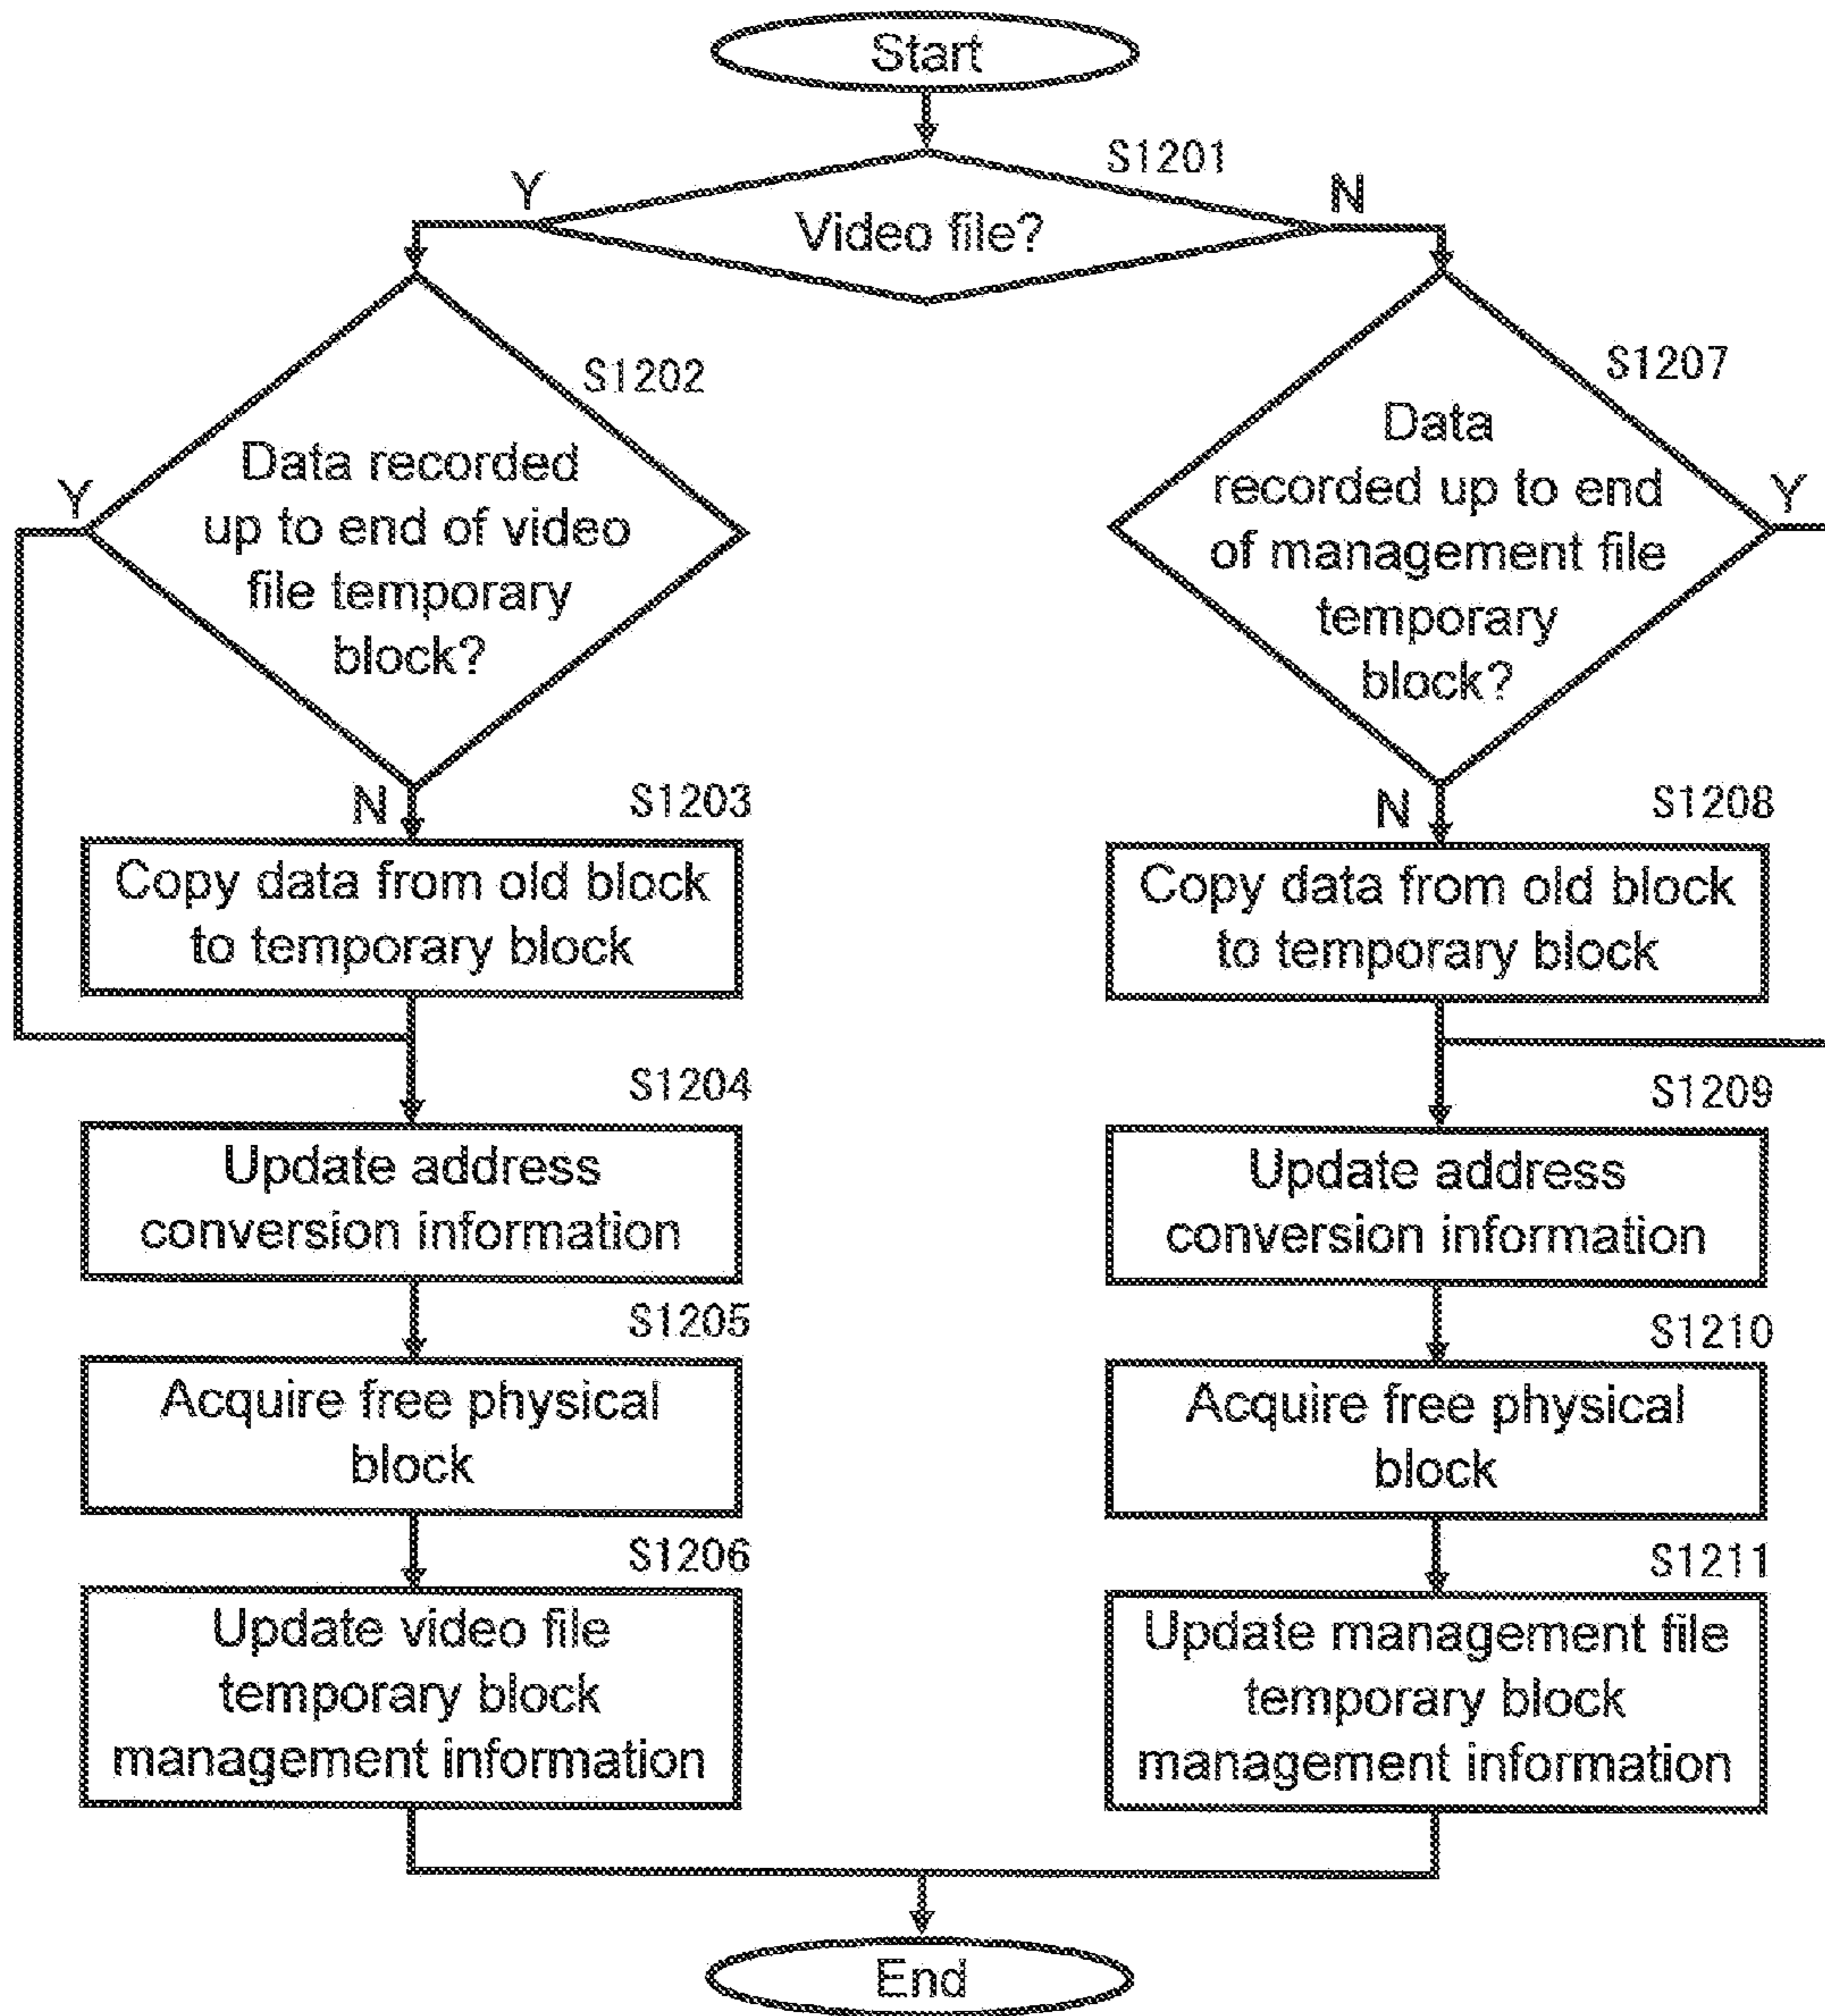 Start
S1201
Y
N
Video file?
S1202
Data recorded
up to end of video
file temporary
block?
Y
N
S1203
Copy data from old block
to temporary block
S1204
Update address
conversion information
S1205
Acquire free physical
block
S1206
Update video file
temporary block
management information
S1207
Data
recorded up to end
of management file
temporary
block?
Y
N
S1208
Copy data from old block
to temporary block
S1209
Update address
conversion information
S1210
Acquire free physical
block
S1211
Update management file
temporary block
management information
End